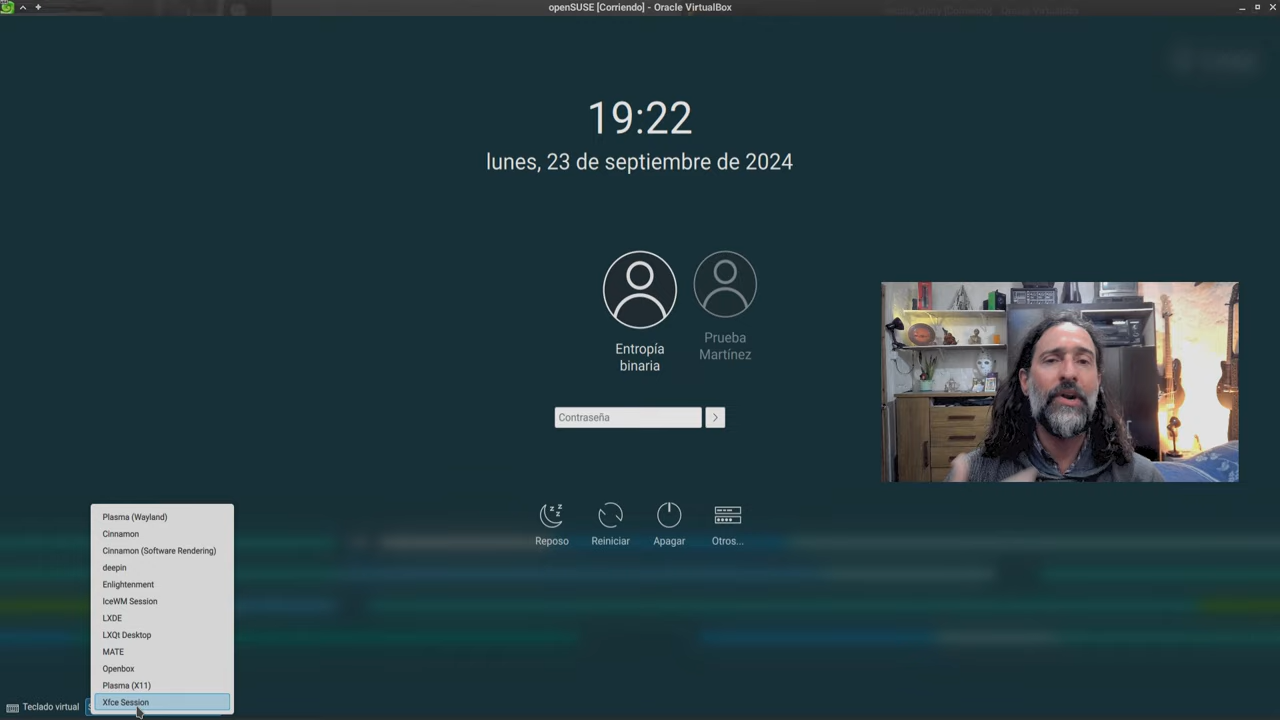 openSUSE [Corriendo] - Oracle VirtualBox
19:22
lunes, 23 de septiembre de 2024
Entropía
binaria
Prueba
Martínez
Contraseña
Reposo
Reiniciar
Apagar
Otros...
Plasma (Wayland)
Cinnamon
Cinnamon (Software Rendering)
deepin
Enlightenment
IceWM Session
LXDE
LXQt Desktop
MATE
Openbox
Plasma (X11)
Xfce Session
Teclado virtual